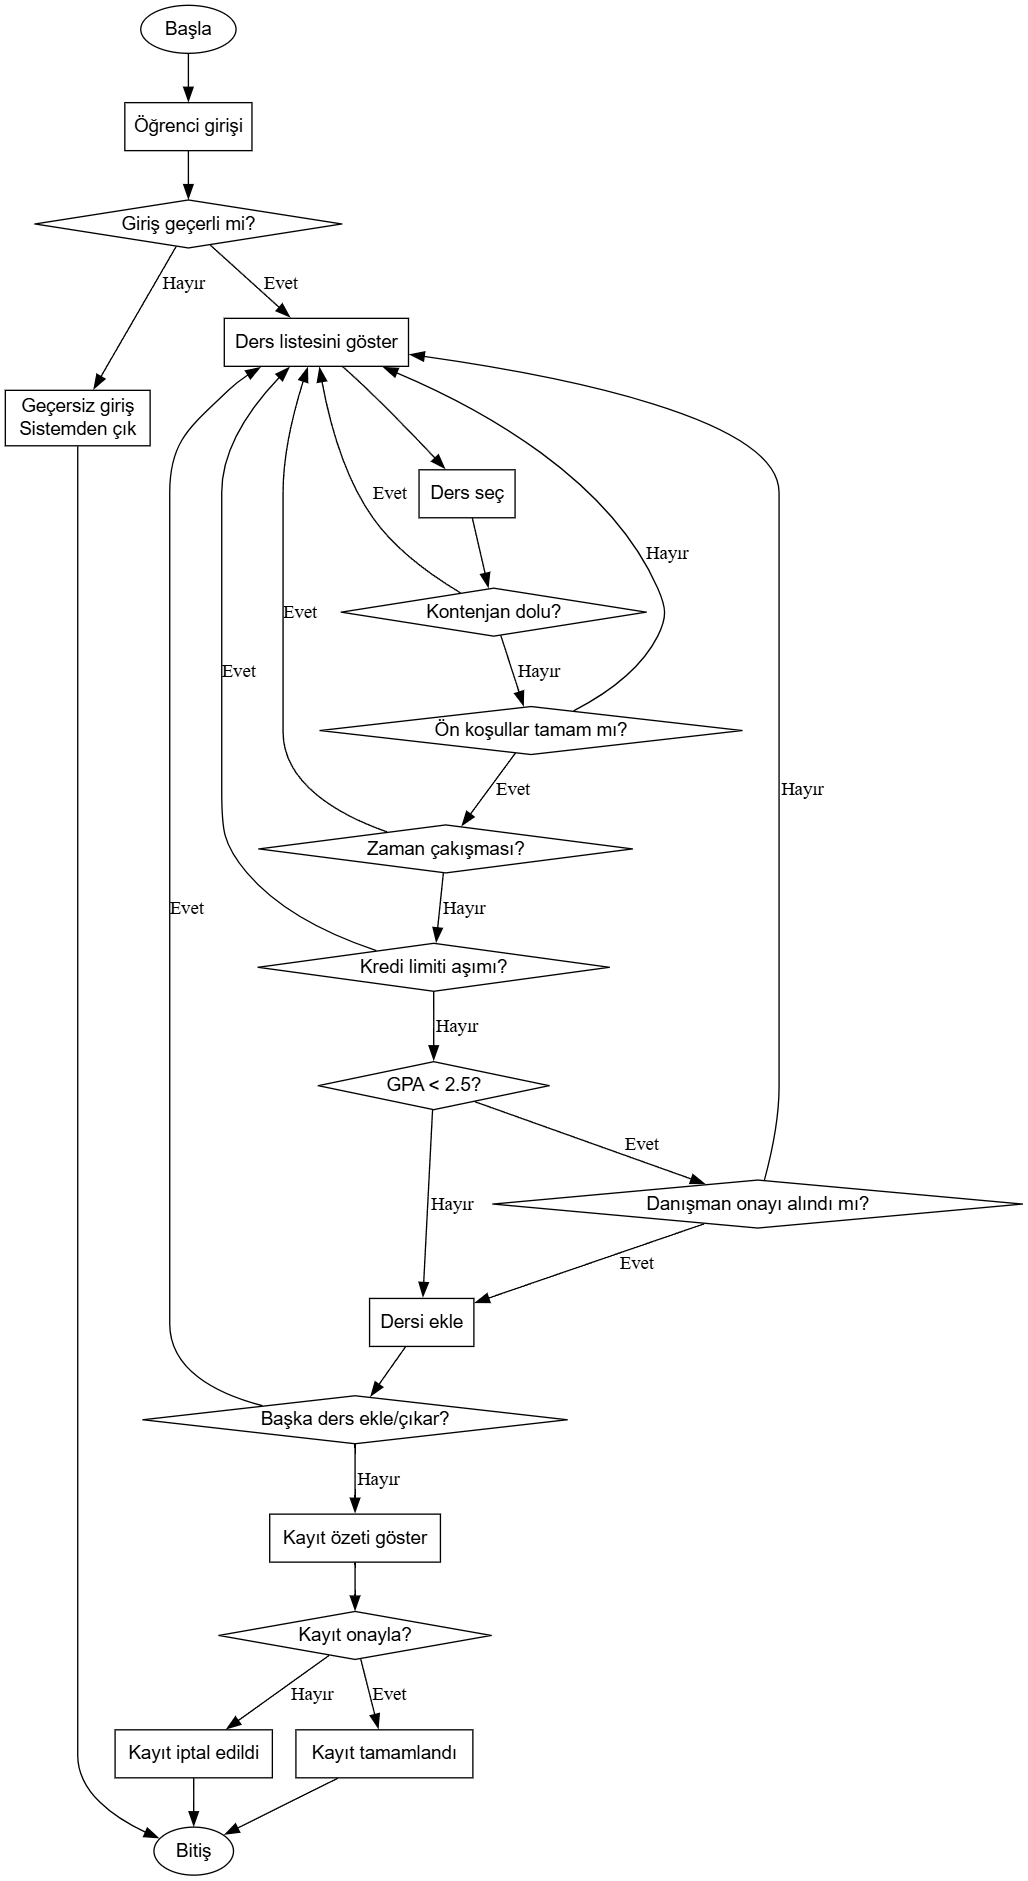 Başla
Öğrenci girişi
Giriş geçerli mi?
Hayır
Evet
Ders listesini göster
Geçersiz giriş
Sistemden çık
Evet
Ders seç
Hayır
Kontenjan dolu?
Evet
Evet
Hayır
Ön koşullar tamam mı?
Evet
Hayır
Zaman çakışması?
Evet
Hayır
Kredi limiti aşımı?
Hayır
GPA < 2.5?
Evet
Hayır
Danışman onayı alındı mı?
Evet
Dersi ekle
Başka ders ekle/çıkar?
Hayır
Kayıt özeti göster
Kayıt onayla?
Hayır
Evet
Kayıt iptal edildi
Kayıt tamamlandı
Bitiş